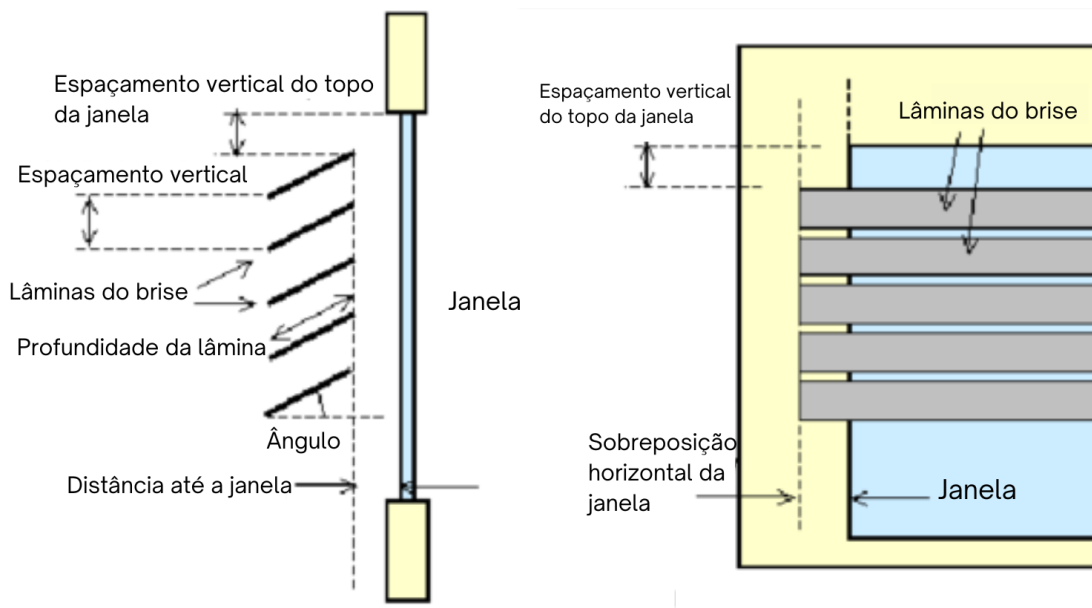 Espaçamento vertical do topo
da janela
Espaçamento vertical
Lâminas do brise
Profundidade da lâmina
Ângulo
Distância até a janela
Janela
Espaçamento vertical
do topo da janela
Lâminas do brise
Sobreposição
horizontal da
janela
Janela